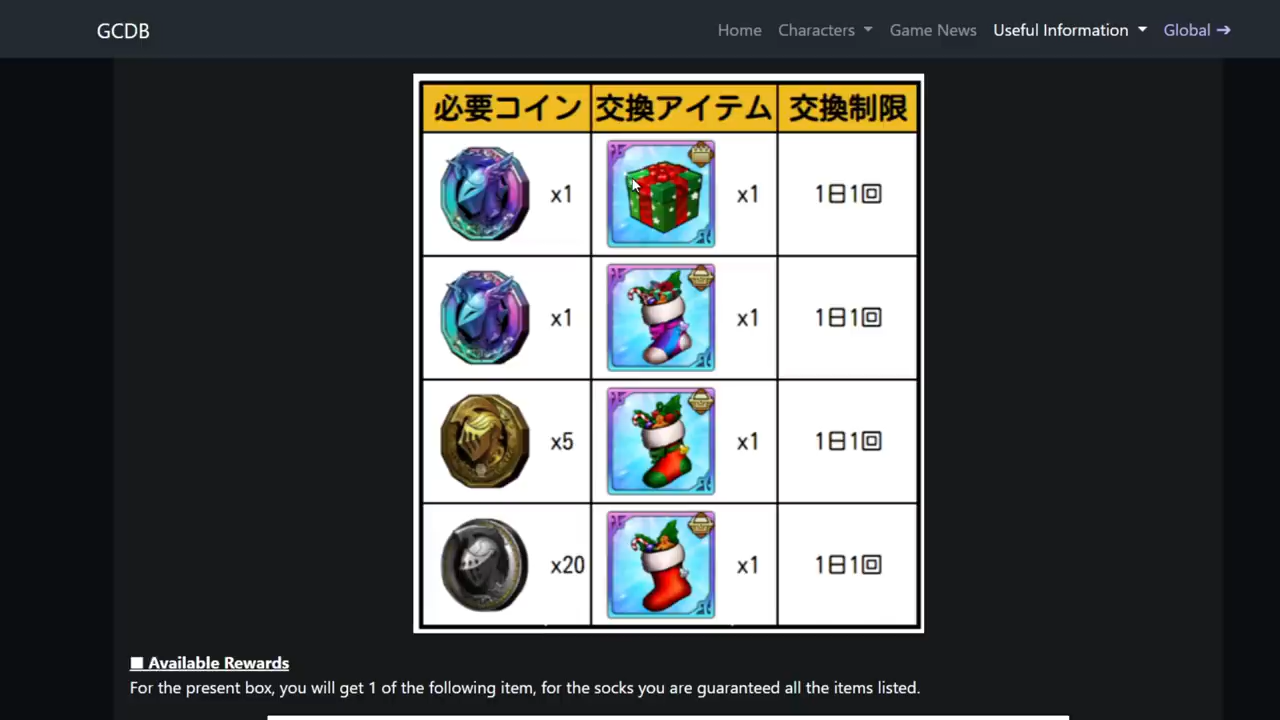 GCDB Home Characters Game News Useful Information Global →
必要コイン 交換アイテム 交換制限
x1 x1 1日1回
x1 x1 1日1回
x5 x1 1日1回
x20 x1 1日1回
■ Available Rewards
For the present box, you will get 1 of the following item, for the socks you are guaranteed all the items listed.